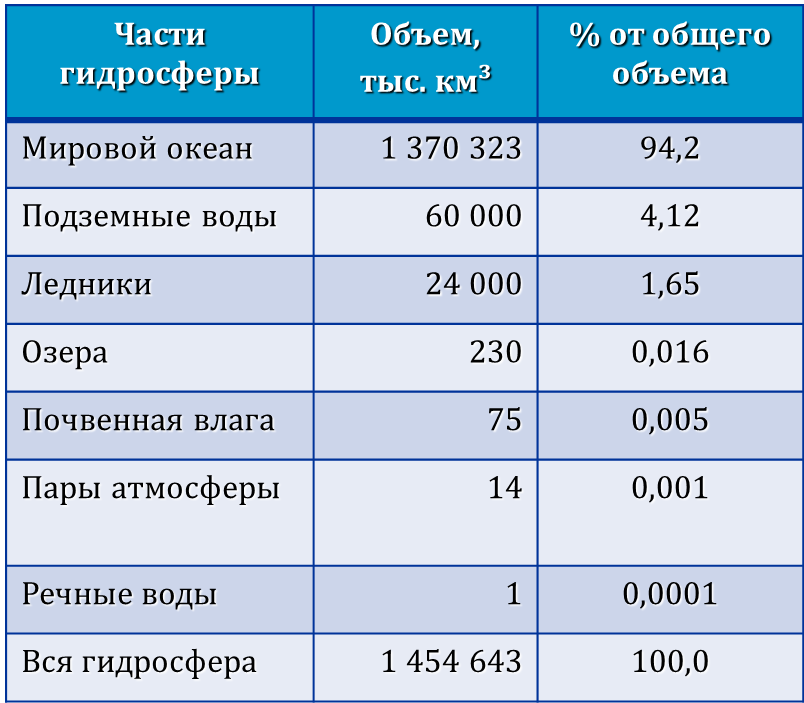 Части гидросферы Объем, тыс. км³ % от общего объема
Мировой океан 1 370 323 94,2
Подземные воды 60 000 4,12
Ледники 24 000 1,65
Озера 230 0,016
Почвенная влага 75 0,005
Пары атмосферы 14 0,001
Речные воды 1 0,0001
Вся гидросфера 1 454 643 100,0